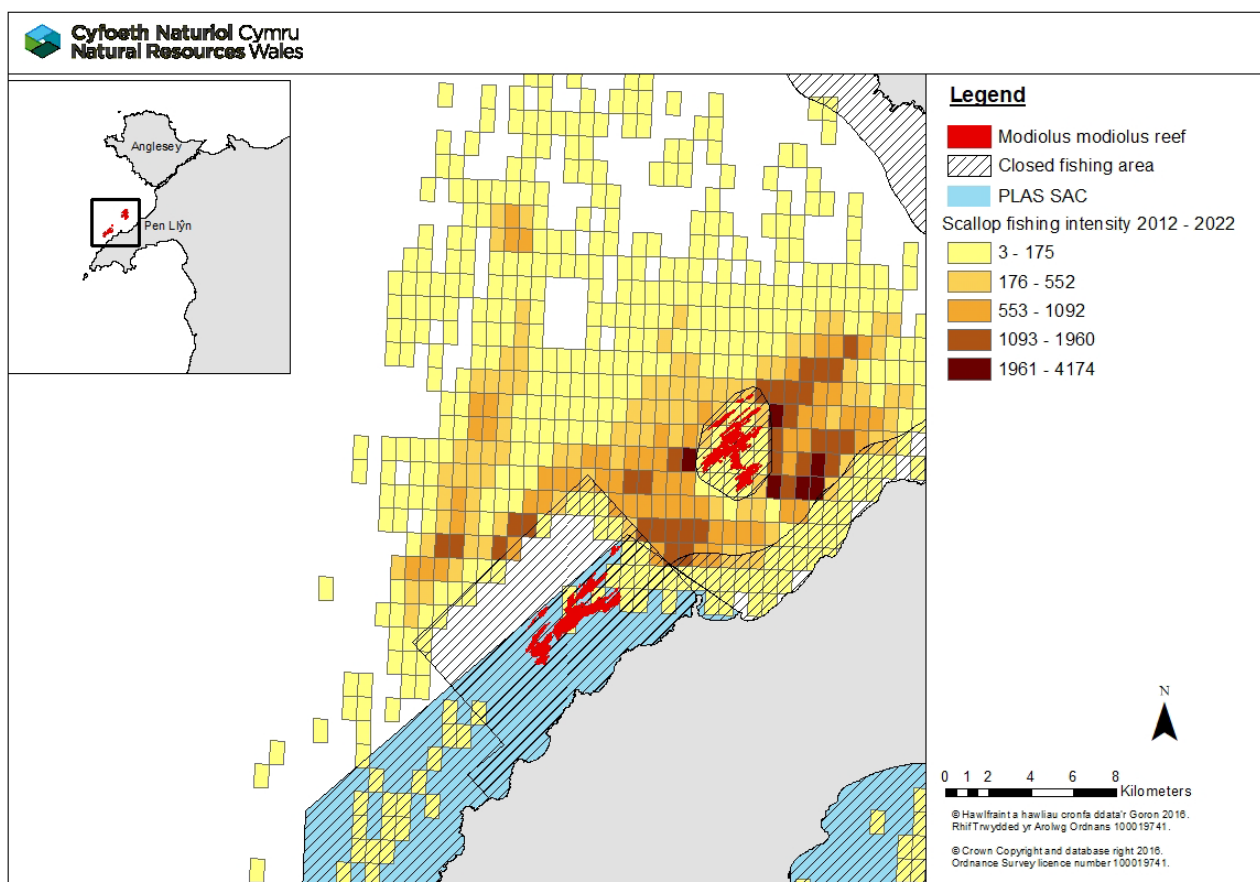 Cyfoeth Naturiol Cymru
Natural Resources Wales
Anglesey
Pen Llŷn
Legend
Modiolus modiolus reef
Closed fishing area
PLAS SAC
Scallop fishing intensity 2012 - 2022
3 - 175
176 - 552
553 - 1092
1093 - 1960
1961 - 4174
N
0 1 2 4 6 8
Kilometers
© Hawlfraint a hawliau cronfa ddata'r Goron 2016.
Rhif Trwydded yr Arolwg Ordnans 100019741.
© Crown Copyright and database right 2016.
Ordnance Survey licence number 100019741.